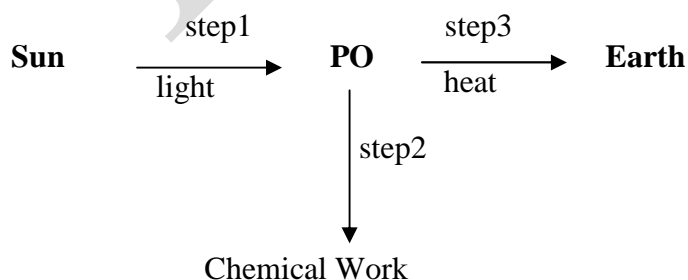 step1 step3
Sun PO Earth
light heat
step2
Chemical Work